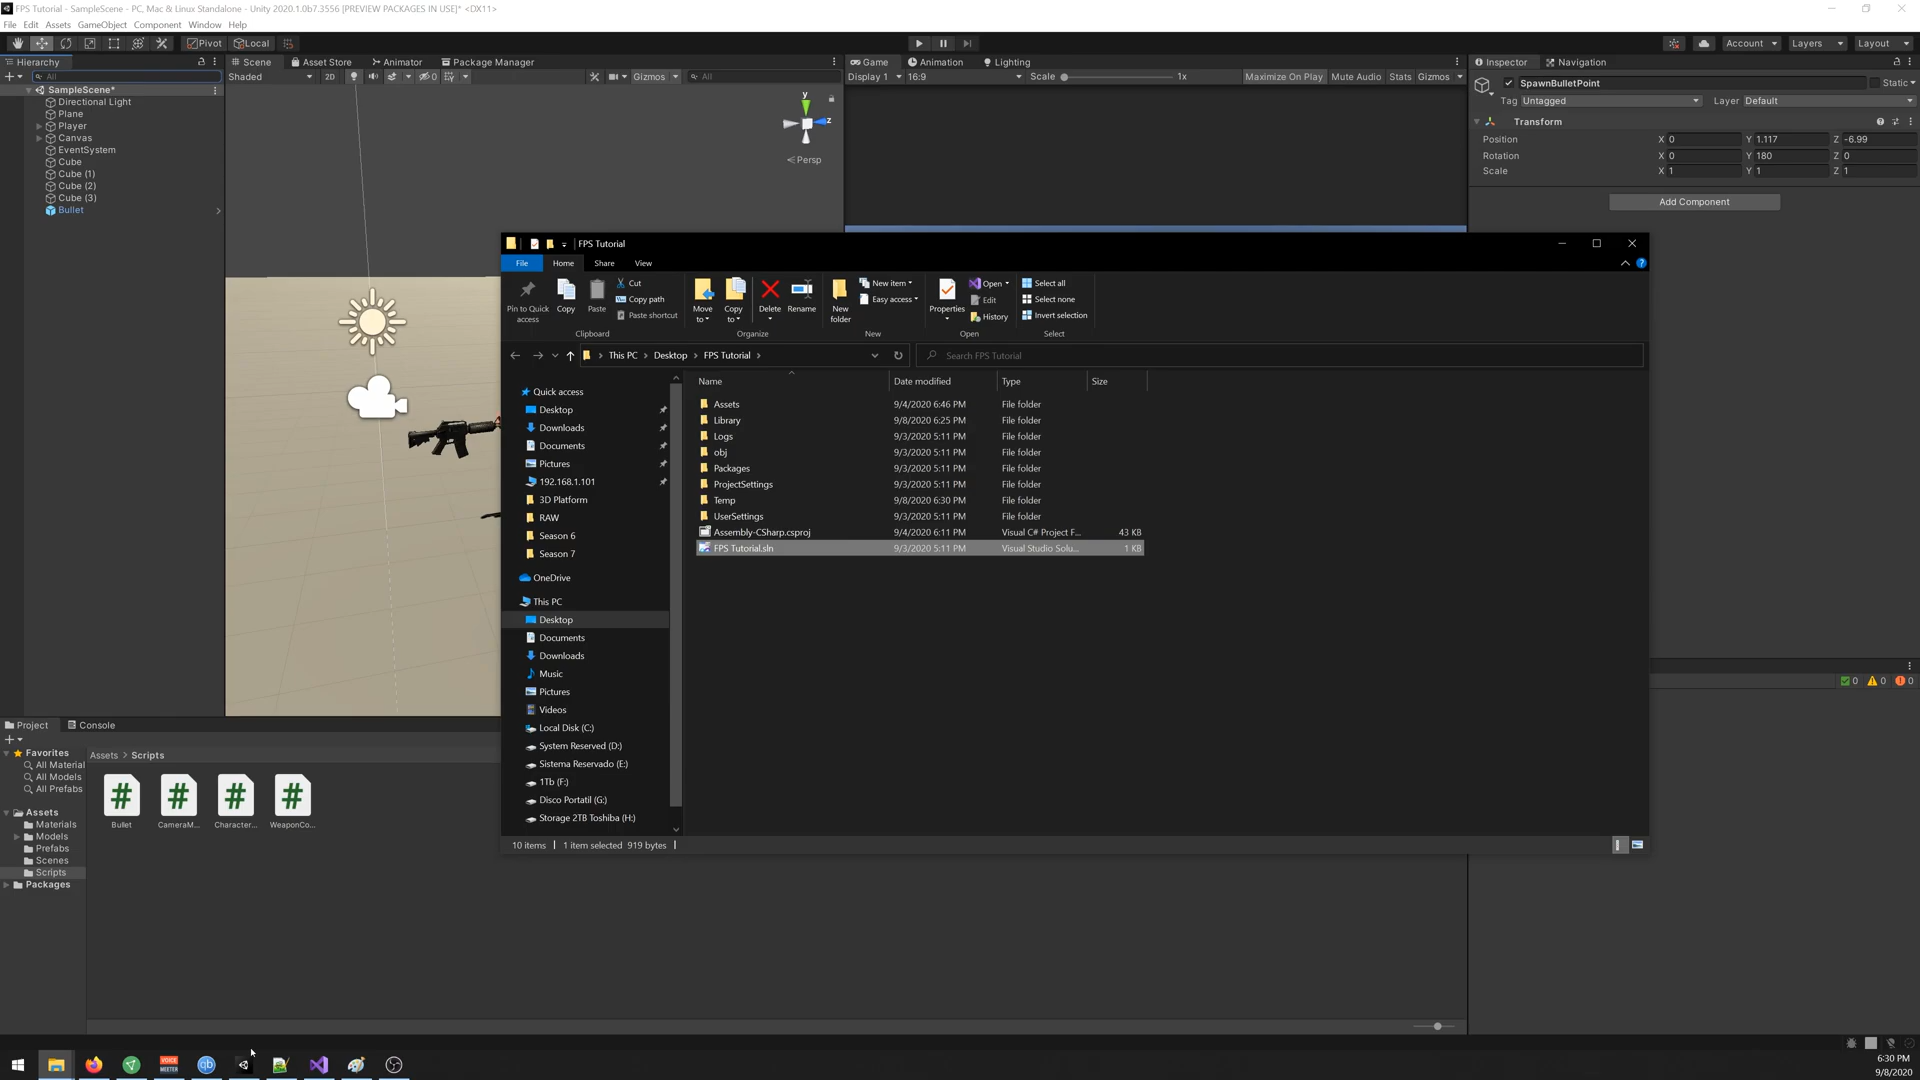 FPS Tutorial - SampleScene - PC, Mac & Linux Standalone - Unity 2020.1.0b7.3556 [PREVIEW PACKAGES IN USE]* <DX11>
File Edit Assets GameObject Component Window Help
Pivot Local Account Layers Layout
Hierarchy Scene Asset Store Animator Package Manager Game Animation Lighting Inspector Navigation
All Shaded 2D 0 Gizmos All Display 1 16:9 Scale 1x Maximize On Play Mute Audio Stats Gizmos
SpawnBulletPoint Static
Tag Untagged Layer Default
Transform
Position X 0 Y 1.117 Z -6.99
Rotation X 0 Y 180 Z 0
Scale X 1 Y 1 Z 1
Add Component
SampleScene*
Directional Light
Plane
Player
Canvas
EventSystem
Cube
Cube (1)
Cube (2)
Cube (3)
Bullet
y
z
Persp
FPS Tutorial
File Home Share View
Pin to Quick access
Copy
Paste
Cut
Copy path
Paste shortcut
Move to
Copy to
Delete
Rename
New folder
New item
Easy access
Properties
Open
Edit
History
Select all
Select none
Invert selection
Clipboard Organize New Open Select
This PC Desktop FPS Tutorial Search FPS Tutorial
Name Date modified Type Size
Assets 9/4/2020 6:46 PM File folder
Library 9/8/2020 6:25 PM File folder
Logs 9/3/2020 5:11 PM File folder
obj 9/3/2020 5:11 PM File folder
Packages 9/3/2020 5:11 PM File folder
ProjectSettings 9/3/2020 5:11 PM File folder
Temp 9/8/2020 6:30 PM File folder
UserSettings 9/3/2020 5:11 PM File folder
Assembly-CSharp.csproj 9/4/2020 6:11 PM Visual C# Project F... 43 KB
FPS Tutorial.sln 9/3/2020 5:11 PM Visual Studio Solu... 1 KB
Quick access
Desktop
Downloads
Documents
Pictures
192.168.1.101
3D Platform
RAW
Season 6
Season 7
OneDrive
This PC
Desktop
Documents
Downloads
Music
Pictures
Videos
Local Disk (C:)
System Reserved (D:)
Sistema Reservado (E:)
1Tb (F:)
Disco Portatil (G:)
Storage 2TB Toshiba (H:)
10 items 1 item selected 919 bytes
0 0 0
Project Console
Favorites
All Material
All Models
All Prefabs
Assets
Materials
Models
Prefabs
Scenes
Scripts
Packages
Assets > Scripts
Bullet CameraM... Character... WeaponCo...
VOICE MEETER
qb
6:30 PM
9/8/2020